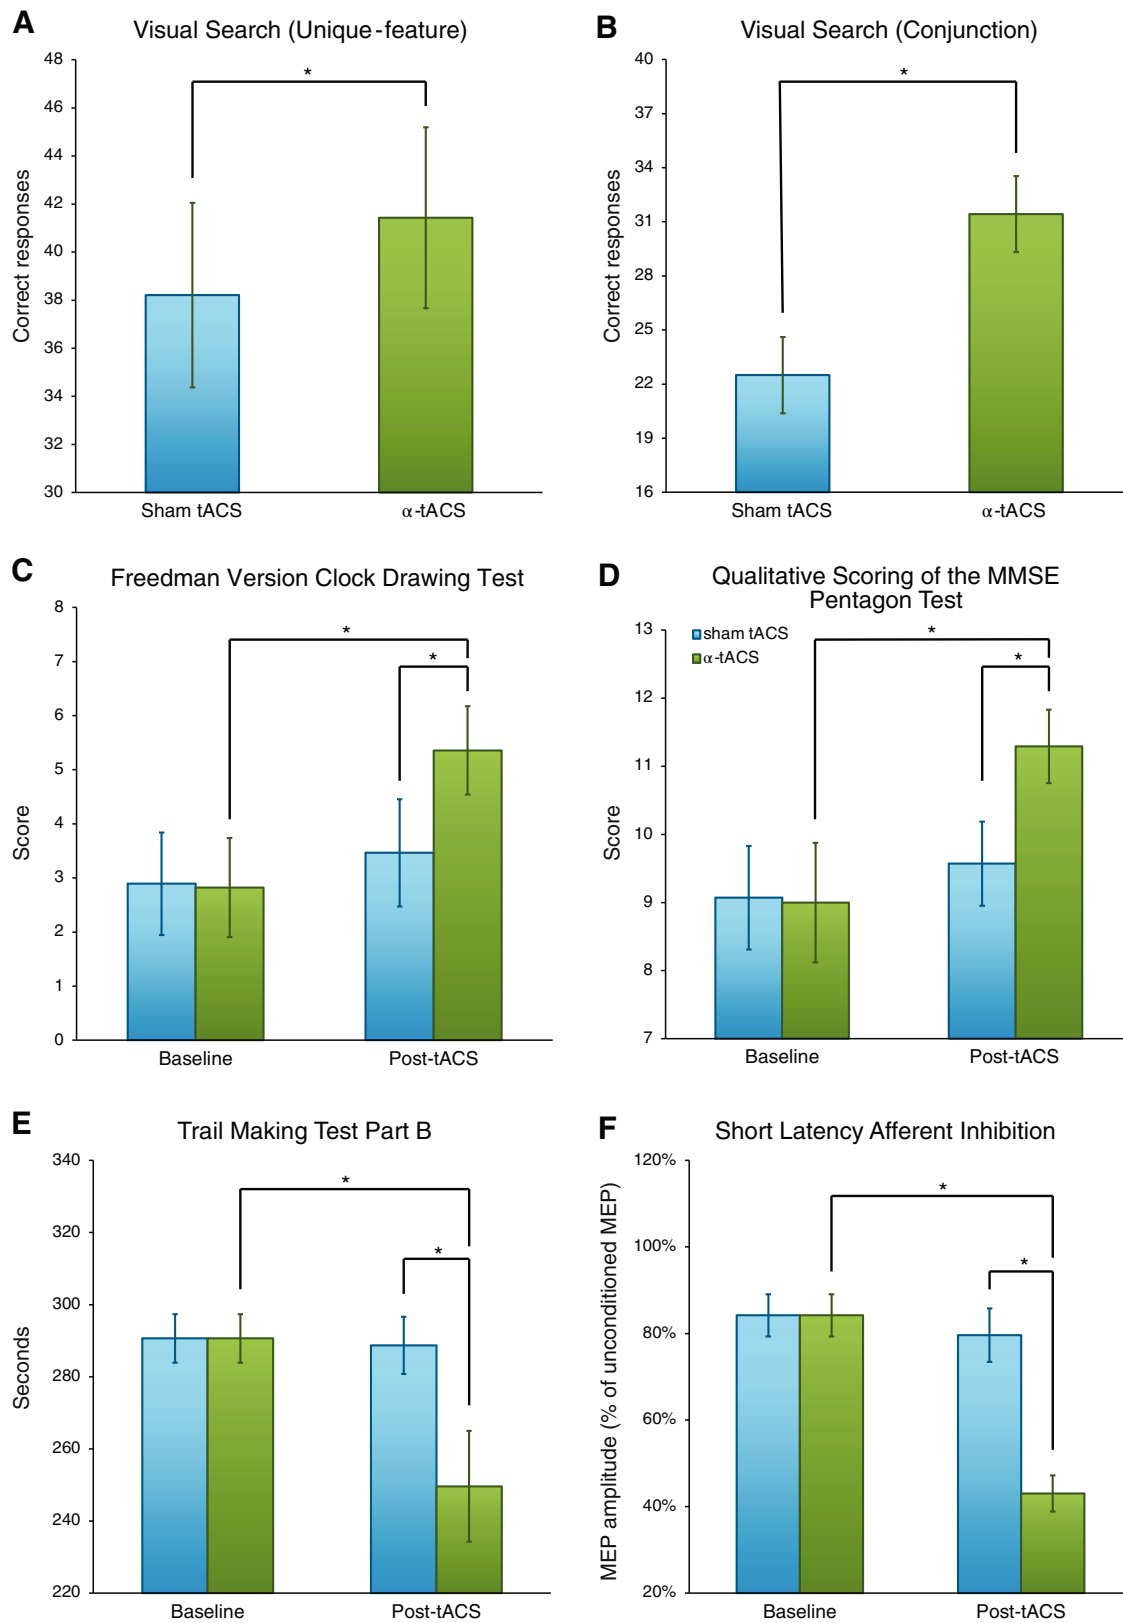 A
Visual Search (Unique-feature)
48
46
44
42
40
38
36
34
32
30
Correct responses
*
Sham tACS
α-tACS
B
Visual Search (Conjunction)
40
37
34
31
28
25
22
19
16
Correct responses
*
Sham tACS
α-tACS
C
Freedman Version Clock Drawing Test
8
7
6
5
4
3
2
1
0
Score
*
*
Baseline
Post-tACS
D
Qualitative Scoring of the MMSE
Pentagon Test
13
12
11
10
9
8
7
Score
sham tACS
α-tACS
*
*
Baseline
Post-tACS
E
Trail Making Test Part B
340
320
300
280
260
240
220
Seconds
*
*
Baseline
Post-tACS
F
Short Latency Afferent Inhibition
120%
100%
80%
60%
40%
20%
MEP amplitude (% of unconditioned MEP)
*
*
Baseline
Post-tACS